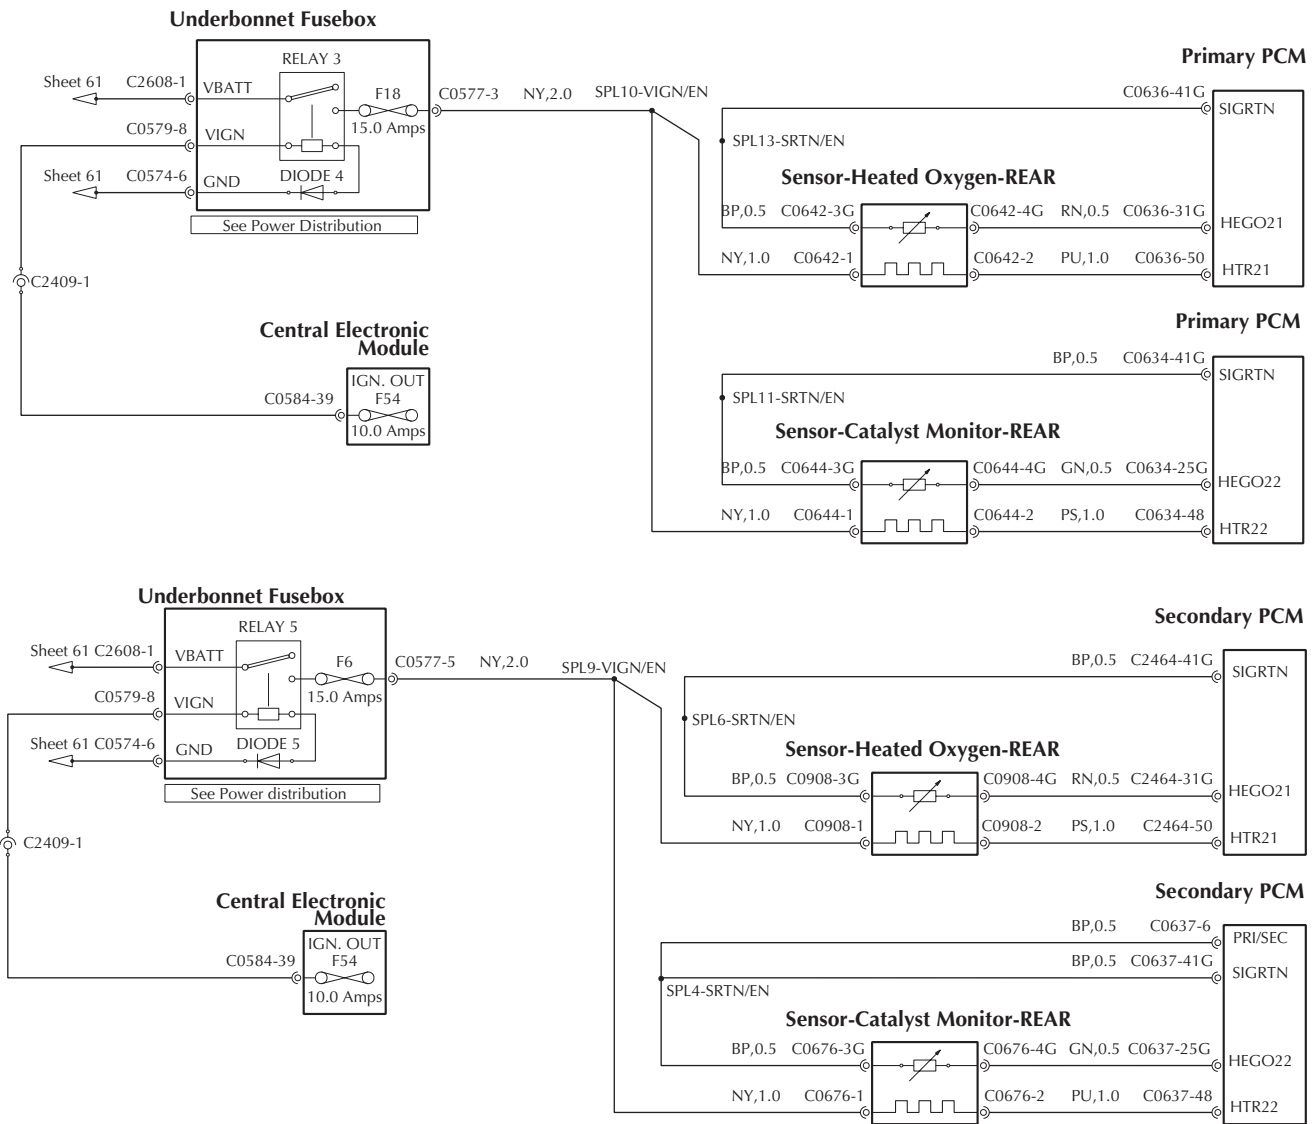 Underbonnet Fusebox
RELAY 3
Sheet 61 C2608-1 VBATT
F18
15.0 Amps
C0577-3 NY,2.0 SPL10-VIGN/EN
C0579-8 VIGN
Sheet 61 C0574-6 GND
DIODE 4
See Power Distribution
C2409-1
Central Electronic
Module
IGN. OUT
C0584-39 F54
10.0 Amps
Primary PCM
C0636-41G SIGRTN
SPL13-SRTN/EN
Sensor-Heated Oxygen-REAR
BP,0.5 C0642-3G C0642-4G RN,0.5 C0636-31G HEGO21
NY,1.0 C0642-1 C0642-2 PU,1.0 C0636-50 HTR21
Primary PCM
BP,0.5 C0634-41G SIGRTN
SPL11-SRTN/EN
Sensor-Catalyst Monitor-REAR
BP,0.5 C0644-3G C0644-4G GN,0.5 C0634-25G HEGO22
NY,1.0 C0644-1 C0644-2 PS,1.0 C0634-48 HTR22
Underbonnet Fusebox
RELAY 5
Sheet 61 C2608-1 VBATT
F6
15.0 Amps
C0577-5 NY,2.0 SPL9-VIGN/EN
C0579-8 VIGN
Sheet 61 C0574-6 GND
DIODE 5
See Power distribution
C2409-1
Central Electronic
Module
IGN. OUT
C0584-39 F54
10.0 Amps
Secondary PCM
BP,0.5 C2464-41G SIGRTN
SPL6-SRTN/EN
Sensor-Heated Oxygen-REAR
BP,0.5 C0908-3G C0908-4G RN,0.5 C2464-31G HEGO21
NY,1.0 C0908-1 C0908-2 PS,1.0 C2464-50 HTR21
Secondary PCM
BP,0.5 C0637-6 PRI/SEC
BP,0.5 C0637-41G SIGRTN
SPL4-SRTN/EN
Sensor-Catalyst Monitor-REAR
BP,0.5 C0676-3G C0676-4G GN,0.5 C0637-25G HEGO22
NY,1.0 C0676-1 C0676-2 PU,1.0 C0637-48 HTR22